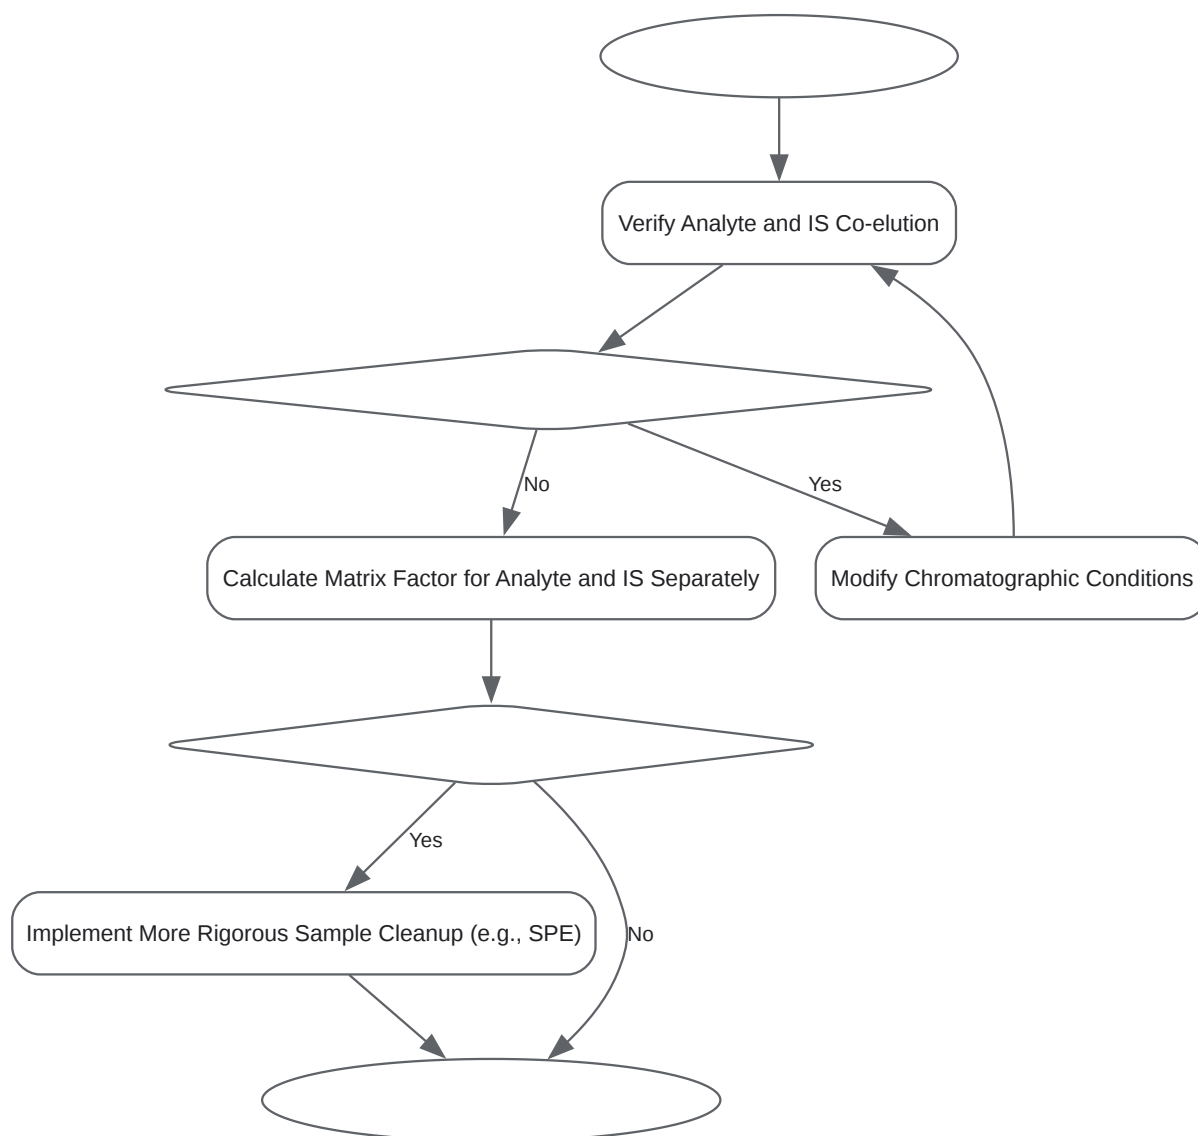 Verify Analyte and IS Co-elution
No
Yes
Calculate Matrix Factor for Analyte and IS Separately
Modify Chromatographic Conditions
Yes
Implement More Rigorous Sample Cleanup (e.g., SPE)
No